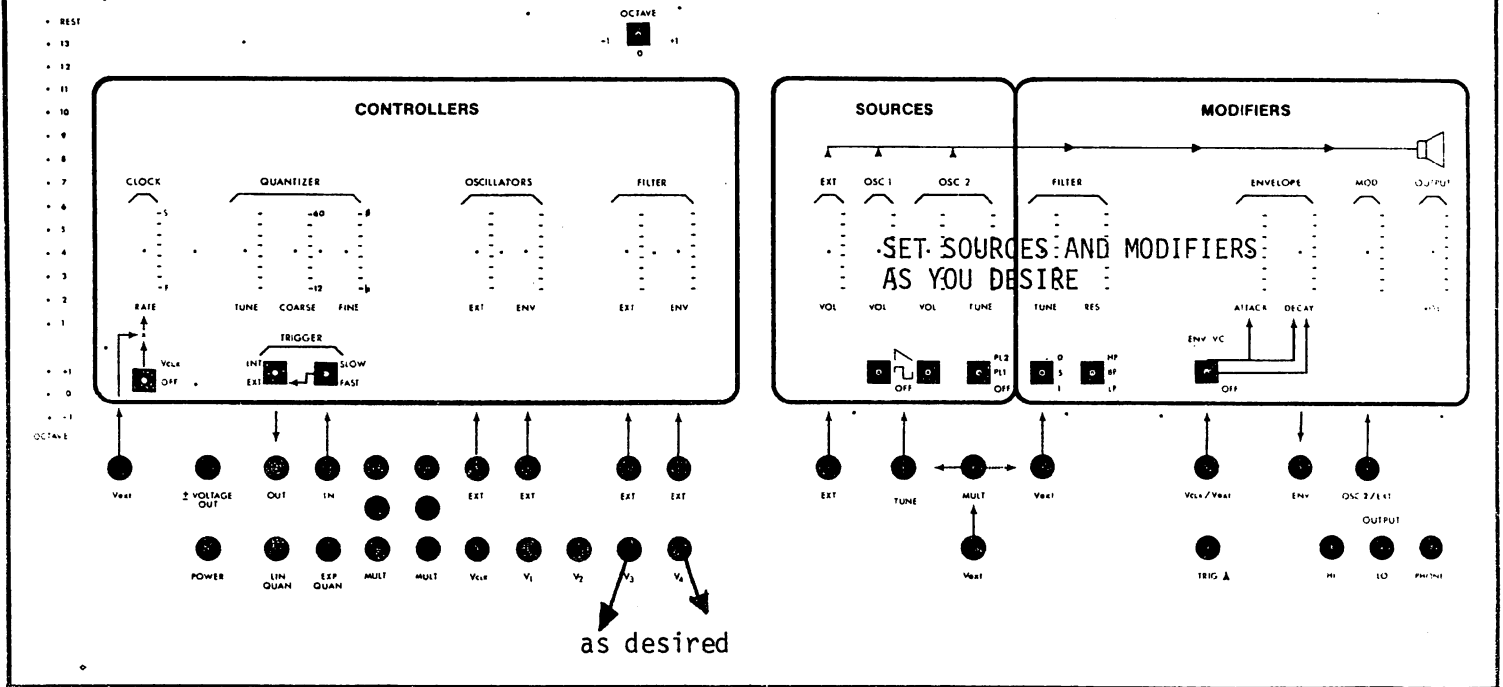 OCTAVE
-1 +1
0
REST
13
12
11
10
9
8
7
6
5
4
3
2
1
+1
0
-1
OCTAVE
CONTROLLERS
CLOCK QUANTIZER OSCILLATORS FILTER
S -60
F -12
RATE TUNE COARSE FINE EXT ENV EXT ENV
TRIGGER
VCLK INT SLOW
OFF EXT FAST
SOURCES MODIFIERS
EXT OSC 1 OSC 2 FILTER ENVELOPE MOD OUTPUT
SET SOURCES AND MODIFIERS
AS YOU DESIRE
VOL VOL VOL TUNE TUNE RES ATTACK DECAY
ENV VC
PL2 D HP
PL1 S BP
OFF OFF I LP OFF
Vext ± VOLTAGE OUT OUT IN EXT EXT EXT EXT
EXT TUNE MULT Vext VCLK/Vext ENV OSC 2/EXT
OUTPUT
POWER LIN QUAN EXP QUAN MULT MULT VCLK V1 V2 V3 V4
Vext TRIG HI LO PHONE
as desired